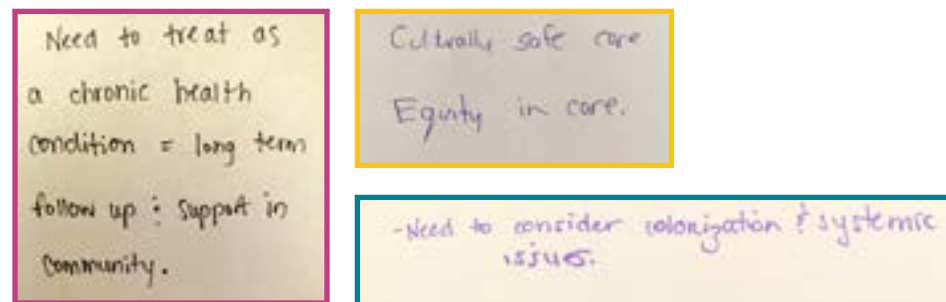 Need to treat as
a chronic health
condition = long term
follow up & support in
community.
Culturally safe care
Equity in care.
-Need to consider colonization & systemic
issues.